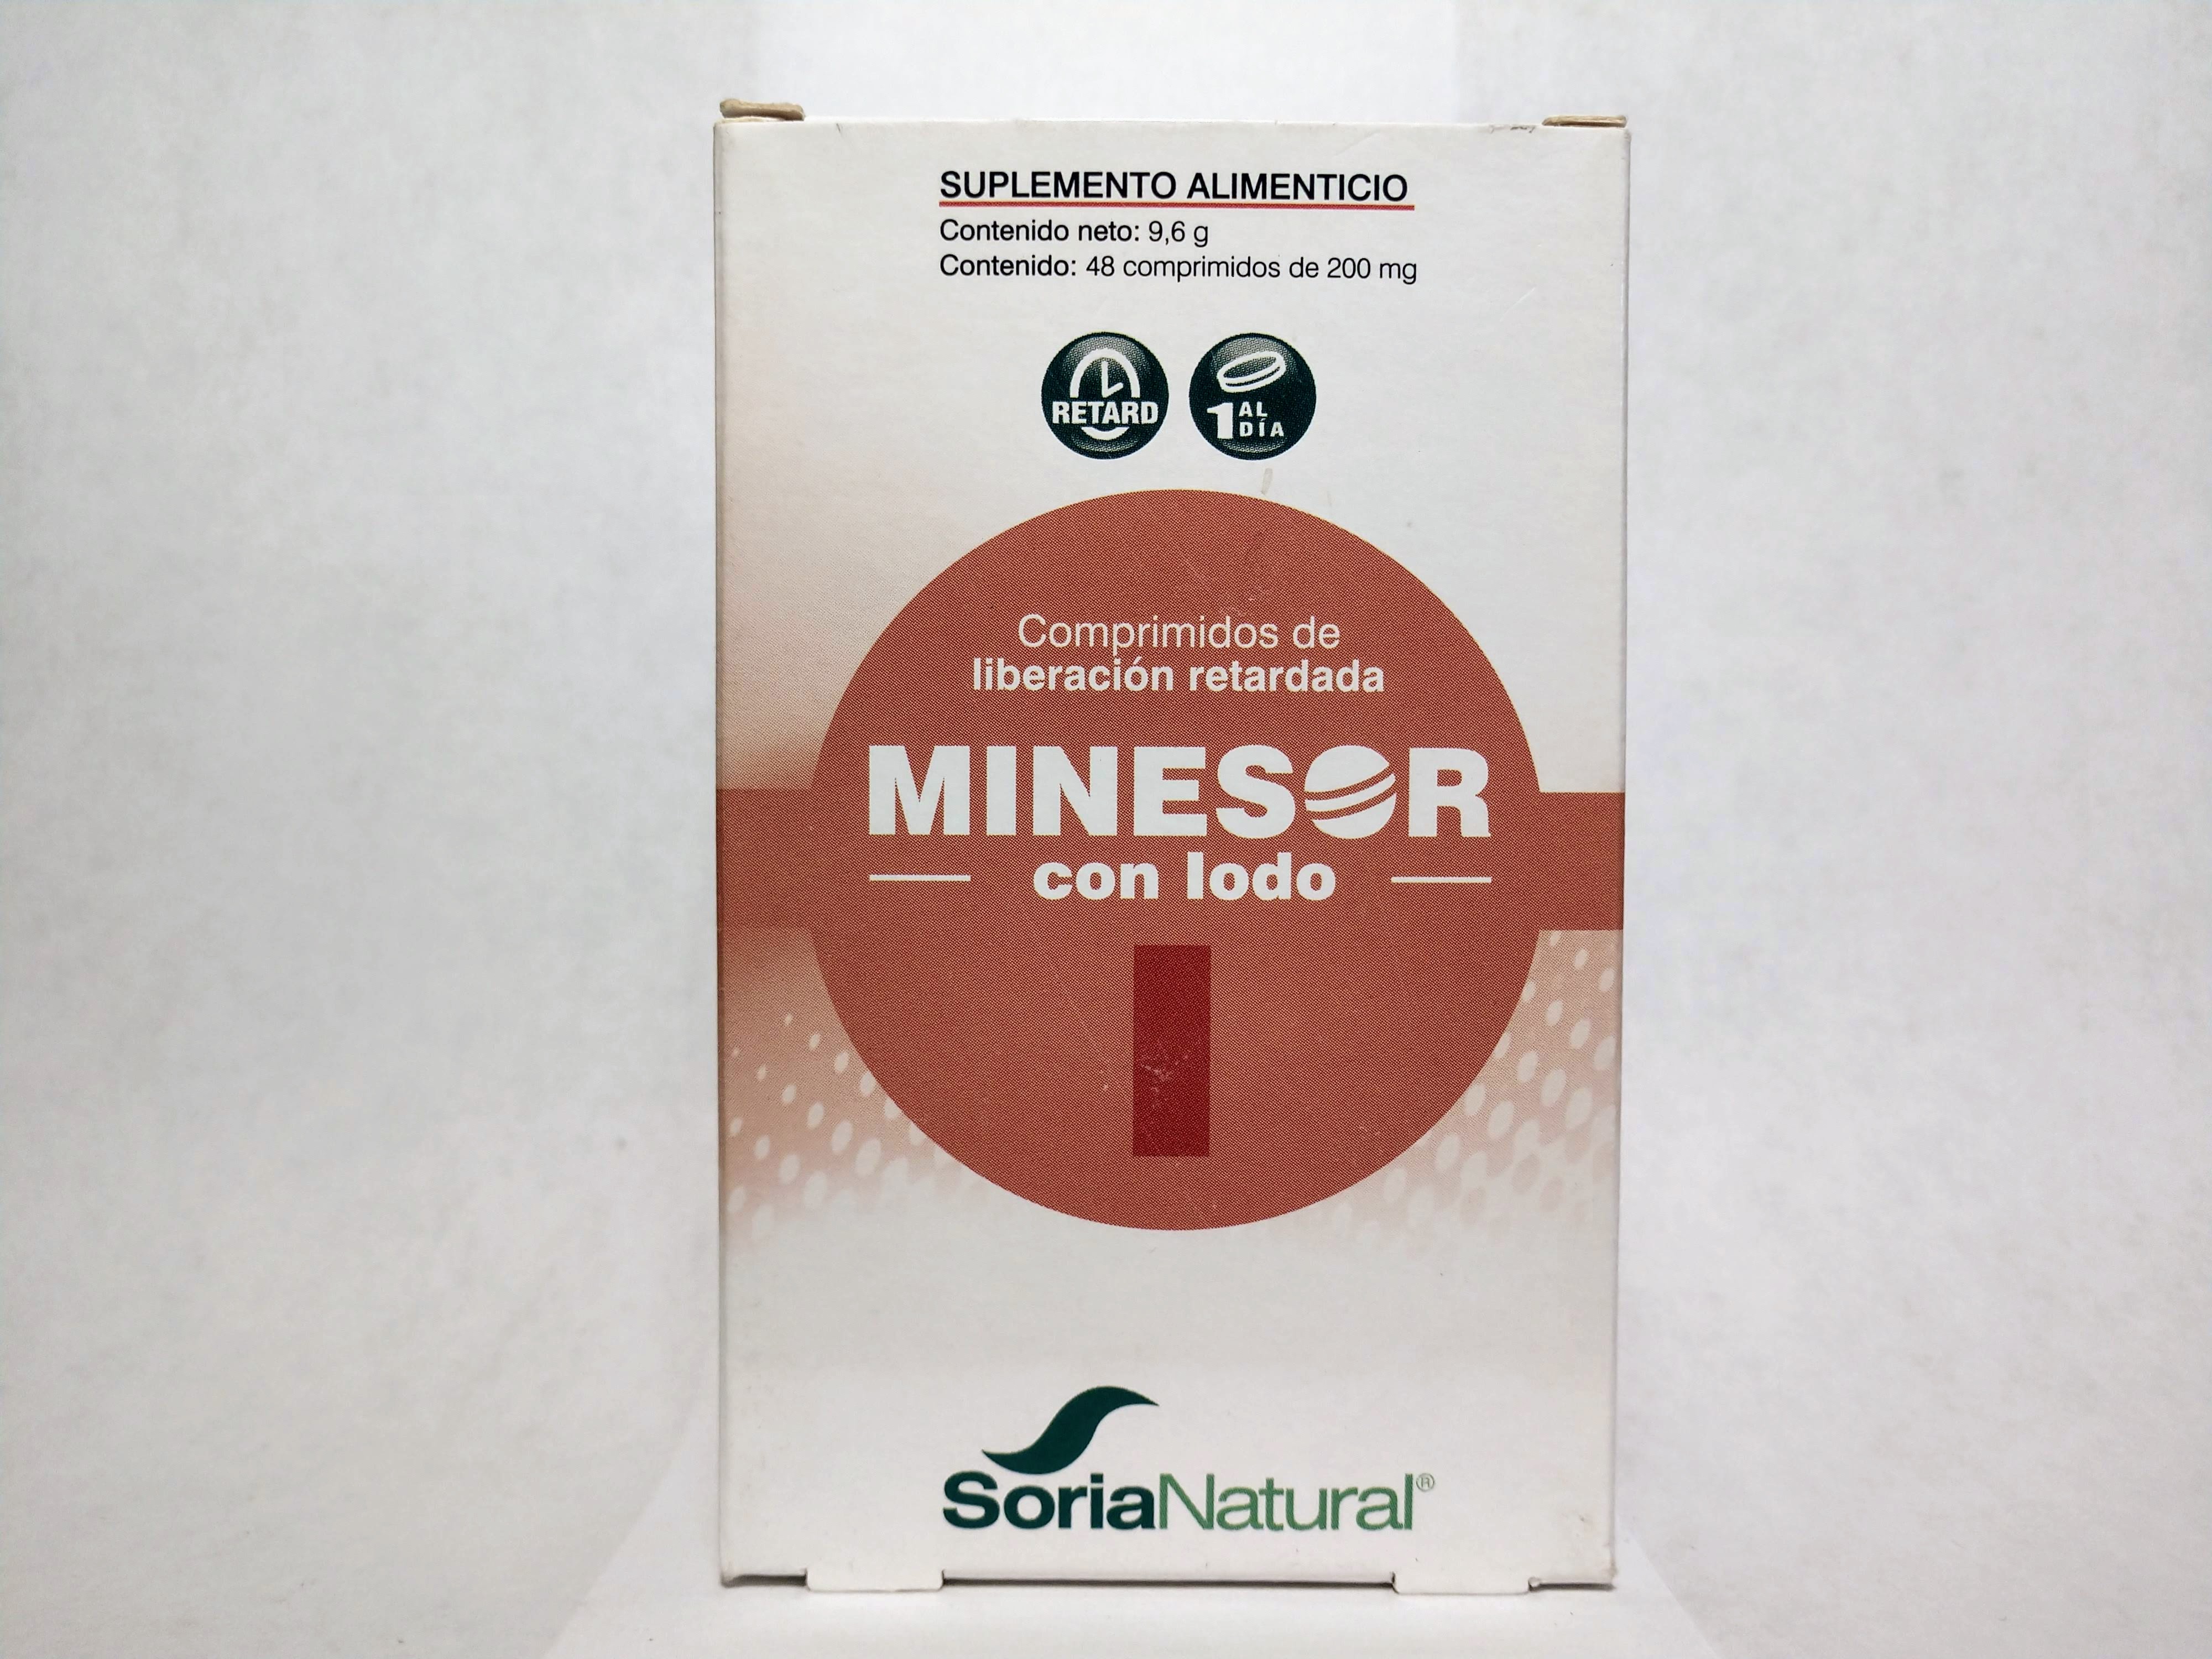 SUPLEMENTO ALIMENTICIO
Contenido neto: 9,6 g
Contenido: 48 comprimidos de 200 mg
RETARD
1 AL DÍA
Comprimidos de
liberación retardada
MINESOR
con Iodo
I
SoriaNatural®